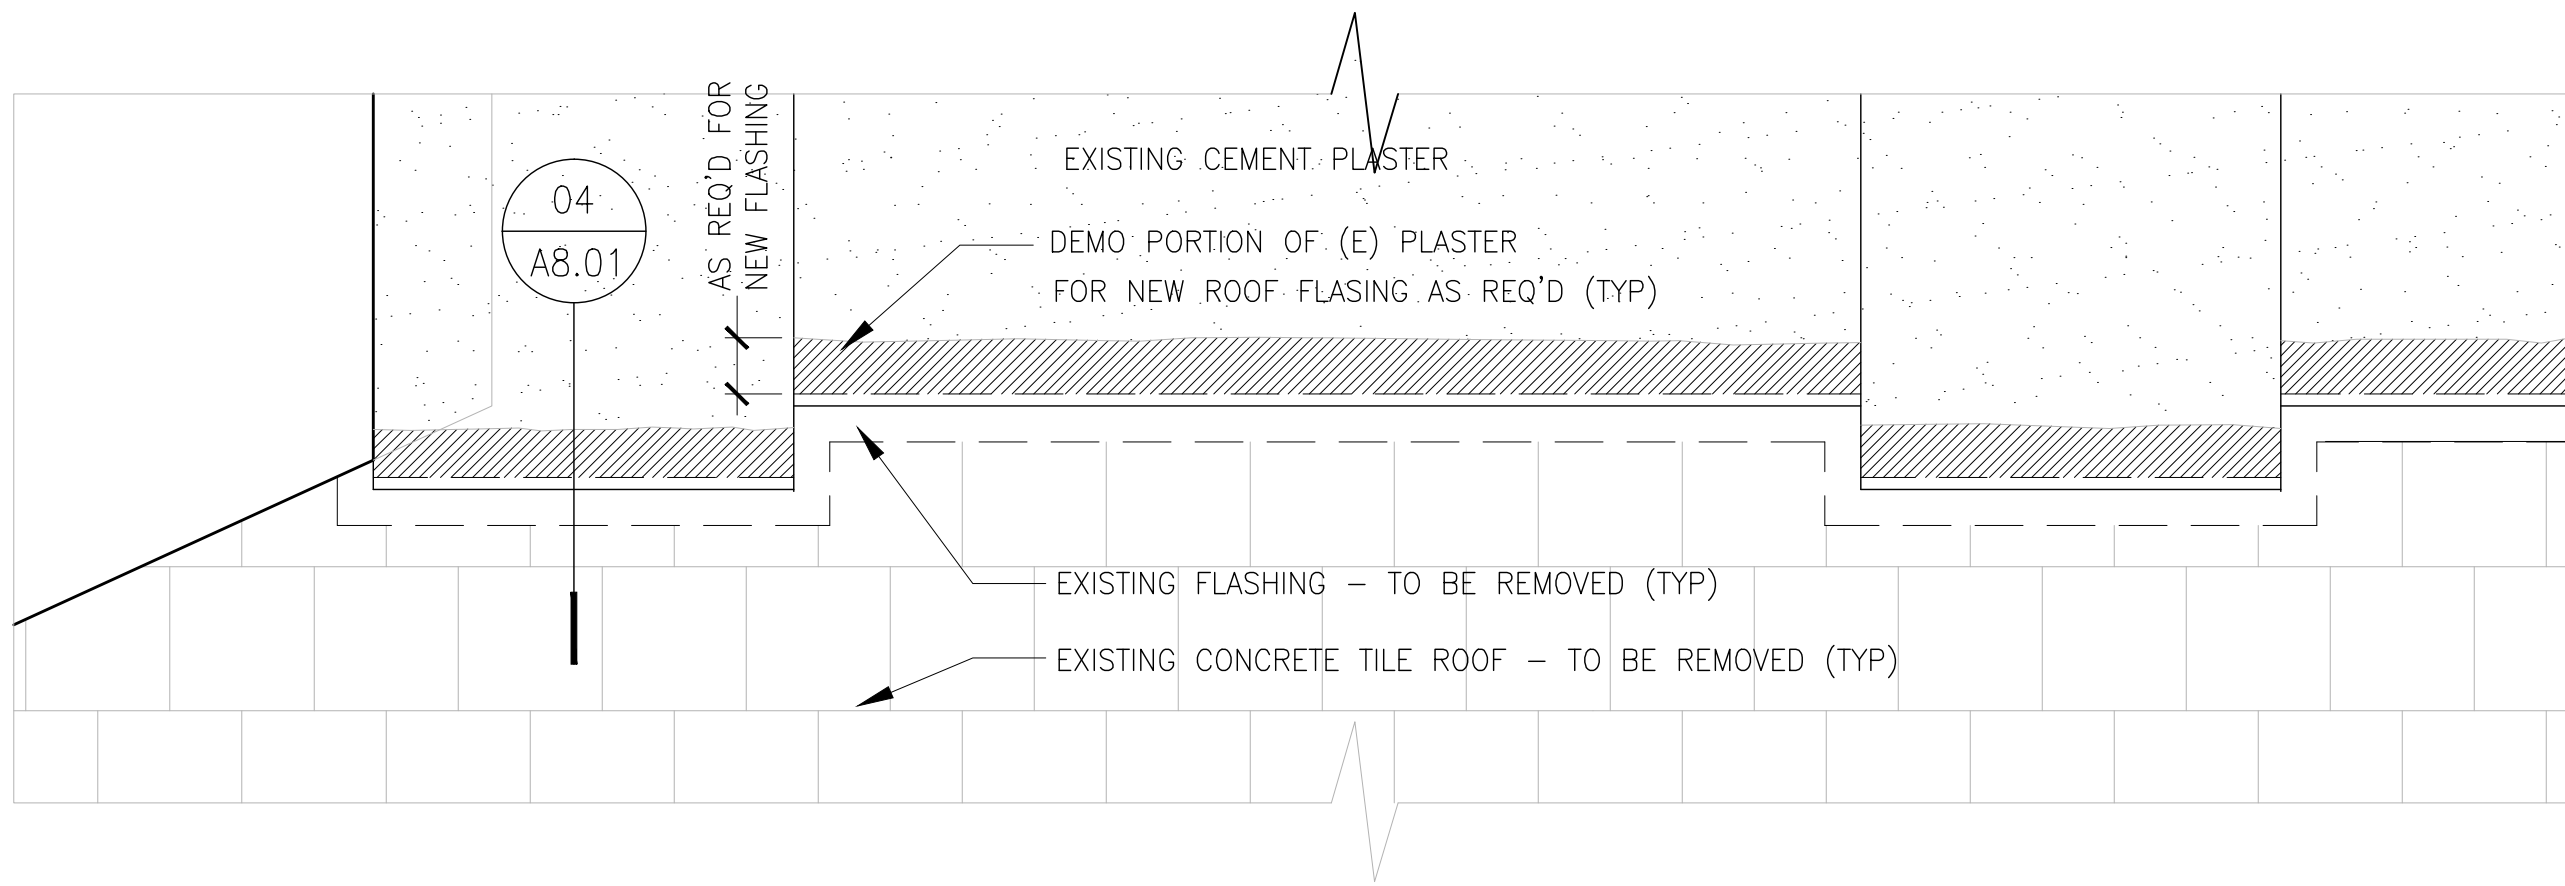 AS REQ'D FOR
NEW FLASHING
04
A8.01
EXISTING CEMENT PLASTER
DEMO PORTION OF (E) PLASTER
FOR NEW ROOF FLASING AS REQ'D (TYP)
EXISTING FLASHING – TO BE REMOVED (TYP)
EXISTING CONCRETE TILE ROOF – TO BE REMOVED (TYP)